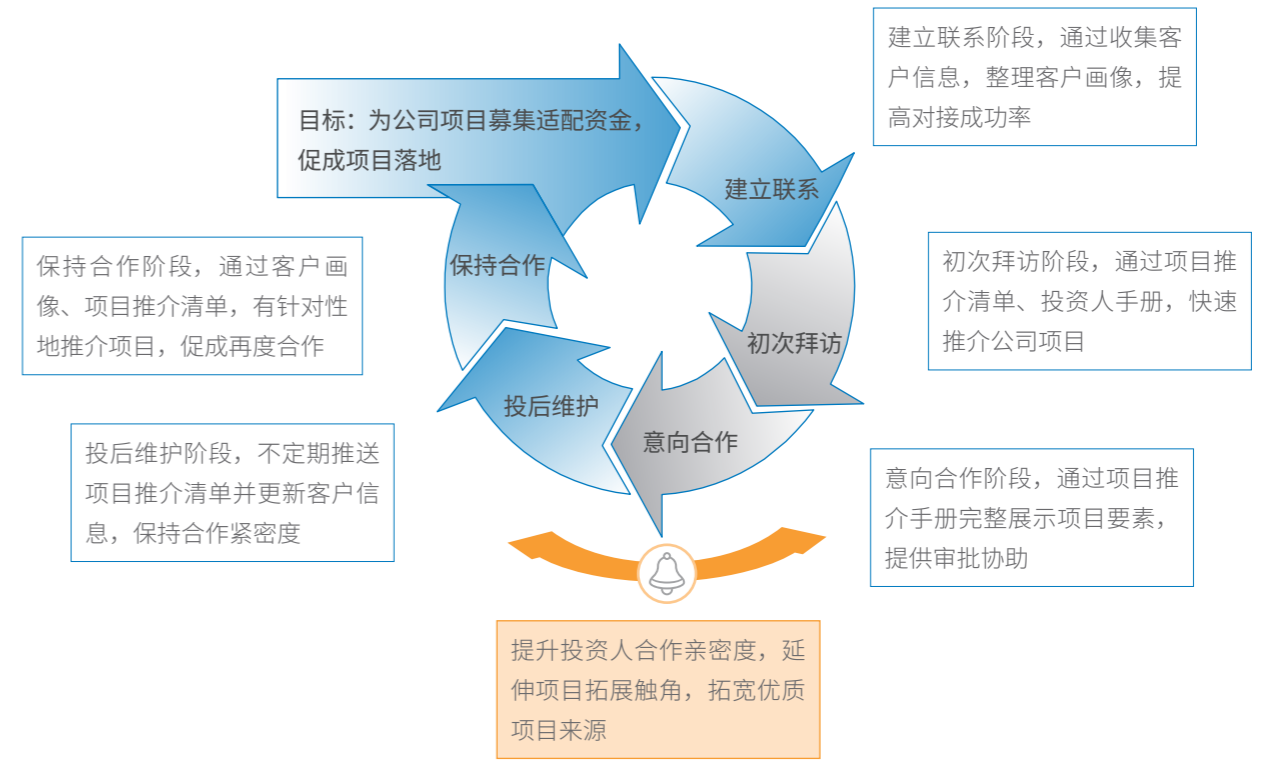 目标：为公司项目募集适配资金，
促成项目落地
建立联系
建立联系阶段，通过收集客
户信息，整理客户画像，提
高对接成功率
初次拜访
初次拜访阶段，通过项目推
介清单、投资人手册，快速
推介公司项目
意向合作
意向合作阶段，通过项目推
介手册完整展示项目要素，
提供审批协助
投后维护
投后维护阶段，不定期推送
项目推介清单并更新客户信
息，保持合作紧密度
保持合作
保持合作阶段，通过客户画
像、项目推介清单，有针对性
地推介项目，促成再度合作
提升投资人合作亲密度，延
伸项目拓展触角，拓宽优质
项目来源